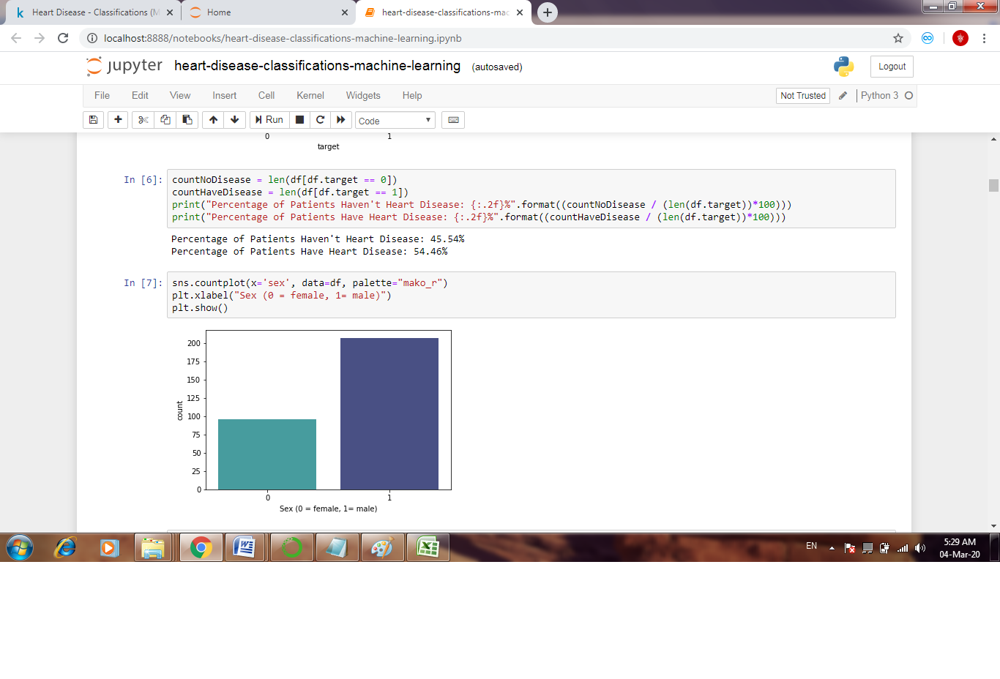 Heart Disease - Classifications (M
Home
heart-disease-classifications-mac
localhost:8888/notebooks/heart-disease-classifications-machine-learning.ipynb
jupyter heart-disease-classifications-machine-learning (autosaved)
Logout
File Edit View Insert Cell Kernel Widgets Help
Not Trusted
Python 3
Run
Code
0 1
target
In [6]:
countNoDisease = len(df[df.target == 0])
countHaveDisease = len(df[df.target == 1])
print("Percentage of Patients Haven't Heart Disease: {:.2f}%".format((countNoDisease / (len(df.target))*100)))
print("Percentage of Patients Have Heart Disease: {:.2f}%".format((countHaveDisease / (len(df.target))*100)))
Percentage of Patients Haven't Heart Disease: 45.54%
Percentage of Patients Have Heart Disease: 54.46%
In [7]:
sns.countplot(x='sex', data=df, palette="mako_r")
plt.xlabel("Sex (0 = female, 1= male)")
plt.show()
200
175
150
125
100
75
50
25
0
count
0 1
Sex (0 = female, 1= male)
EN
5:29 AM
04-Mar-20